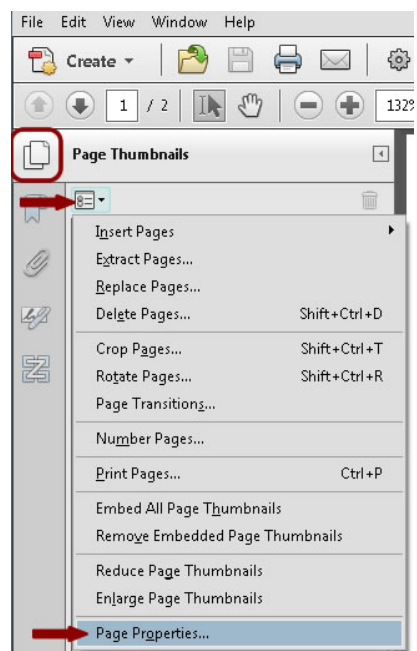 File Edit View Window Help
Create
1 / 2 132%
Page Thumbnails
Insert Pages
Extract Pages...
Replace Pages...
Delete Pages... Shift+Ctrl+D
Crop Pages... Shift+Ctrl+T
Rotate Pages... Shift+Ctrl+R
Page Transitions...
Number Pages...
Print Pages... Ctrl+P
Embed All Page Thumbnails
Remove Embedded Page Thumbnails
Reduce Page Thumbnails
Enlarge Page Thumbnails
Page Properties...